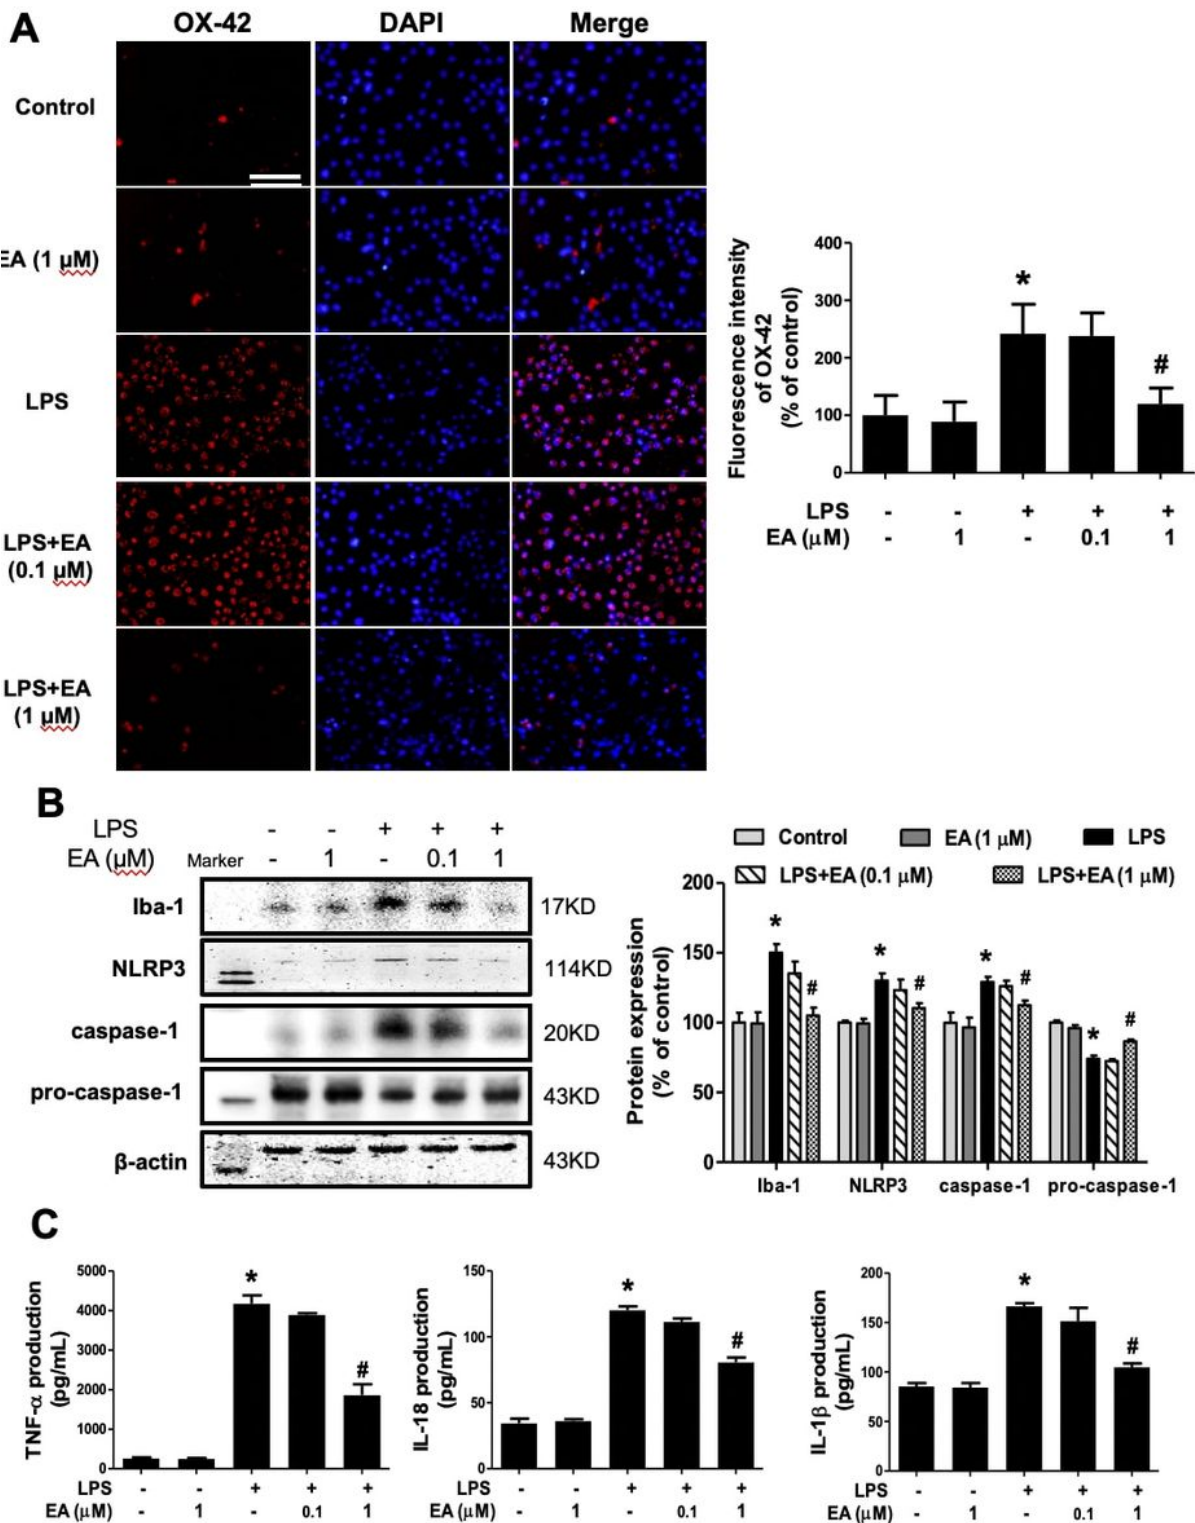 A
OX-42 DAPI Merge
Control
EA (1 µM)
LPS
LPS+EA
(0.1 µM)
LPS+EA
(1 µM)
Fluorescence intensity
of OX-42
(% of control)
400
300
200
100
0
*
#
LPS - - + + +
EA (µM) - 1 - 0.1 1
B
LPS - - + + +
EA (µM) Marker - 1 - 0.1 1
Iba-1 17KD
NLRP3 114KD
caspase-1 20KD
pro-caspase-1 43KD
β-actin 43KD
Control EA (1 µM) LPS
LPS+EA (0.1 µM) LPS+EA (1 µM)
Protein expression
(% of control)
200
150
100
50
0
* # * # * # * #
Iba-1 NLRP3 caspase-1 pro-caspase-1
C
TNF-α production
(pg/mL)
5000
4000
3000
2000
1000
0
*
#
LPS - - + + +
EA (µM) - 1 - 0.1 1
IL-18 production
(pg/mL)
150
100
50
0
*
#
LPS - - + + +
EA (µM) - 1 - 0.1 1
IL-1β production
(pg/mL)
200
150
100
50
0
*
#
LPS - - + + +
EA (µM) - 1 - 0.1 1